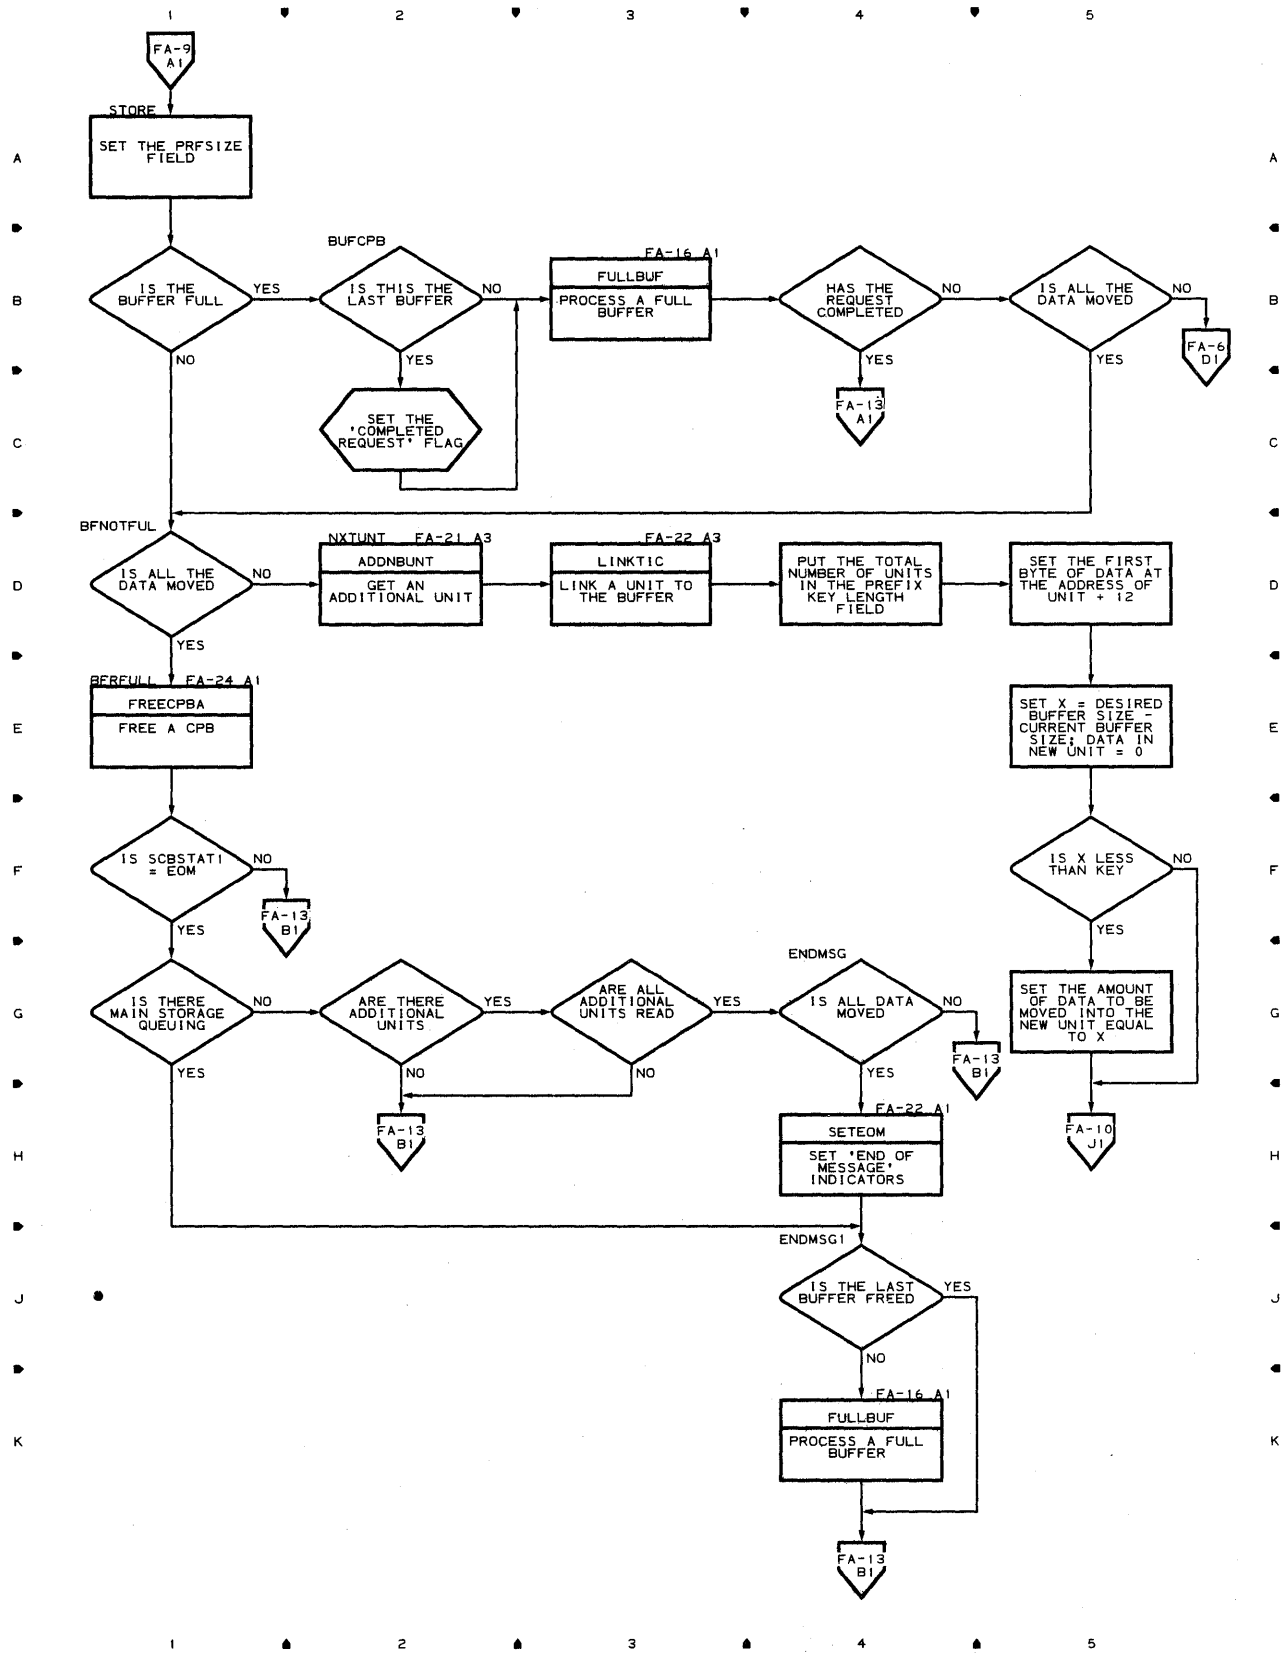 1 2 3 4 5
FA-9
A1
STORE
SET THE PRFSIZE
FIELD
A A
BUFCPB
FA-16 A1
IS THE
BUFFER FULL
YES
NO
IS THIS THE
LAST BUFFER
NO
YES
FULLBUF
PROCESS A FULL
BUFFER
HAS THE
REQUEST
COMPLETED
NO
YES
IS ALL THE
DATA MOVED
NO
YES
B B
FA-6
D1
SET THE
'COMPLETED
REQUEST' FLAG
FA-13
A1
C C
BFNOTFUL
IS ALL THE
DATA MOVED
NO
YES
NXTUNT FA-21 A3
ADDNBUNT
GET AN
ADDITIONAL UNIT
FA-22 A3
LINKTIC
LINK A UNIT TO
THE BUFFER
PUT THE TOTAL
NUMBER OF UNITS
IN THE PREFIX
KEY LENGTH
FIELD
SET THE FIRST
BYTE OF DATA AT
THE ADDRESS OF
UNIT + 12
D D
BFRFULL FA-24 A1
FREECPBA
FREE A CPB
SET X = DESIRED
BUFFER SIZE -
CURRENT BUFFER
SIZE; DATA IN
NEW UNIT = 0
E E
IS SCBSTAT1
= EOM
NO
YES
FA-13
B1
IS X LESS
THAN KEY
NO
YES
F F
IS THERE
MAIN STORAGE
QUEUING
NO
YES
ARE THERE
ADDITIONAL
UNITS
YES
NO
ARE ALL
ADDITIONAL
UNITS READ
YES
NO
ENDMSG
IS ALL DATA
MOVED
NO
YES
FA-13
B1
SET THE AMOUNT
OF DATA TO BE
MOVED INTO THE
NEW UNIT EQUAL
TO X
G G
FA-13
B1
FA-22 A1
SETEOM
SET 'END OF
MESSAGE'
INDICATORS
FA-10
J1
H H
ENDMSG1
IS THE LAST
BUFFER FREED
YES
NO
J J
FA-16 A1
FULLBUF
PROCESS A FULL
BUFFER
K K
FA-13
B1
1 2 3 4 5